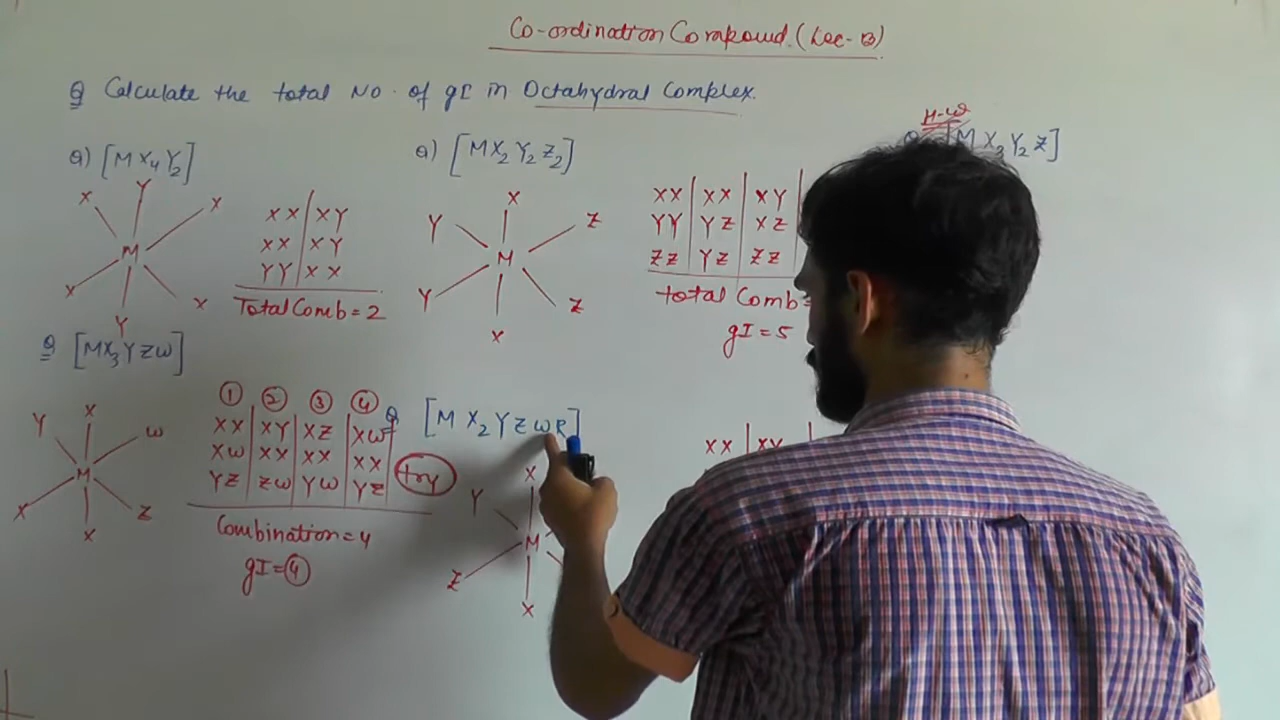 Co-ordination Compound (Lec-13)
Q Calculate the total No. of gI in Octahydral Complex.
H-W
Q) [MX4Y2]
Q) [MX2Y2Z2]
[MX3Y2Z]
X Y X
M
X X
Y
XX | XY
XX | XY
YY | XX
Total Comb = 2
X
Y Z
M
Y Z
X
XX | XX | XY
YY | YZ | XZ
ZZ | YZ | ZZ
total Comb =
gI = 5
Q [MX3YZW]
X
Y W
M
X Z
X
① ② ③ ④
XX | XY | XZ | XW
XW | XX | XX | XX
YZ | ZW | YW | YZ
Combination = 4
gI = ④
try
Q [MX2YZWR]
X
Y
M
Z
X
XX | XY